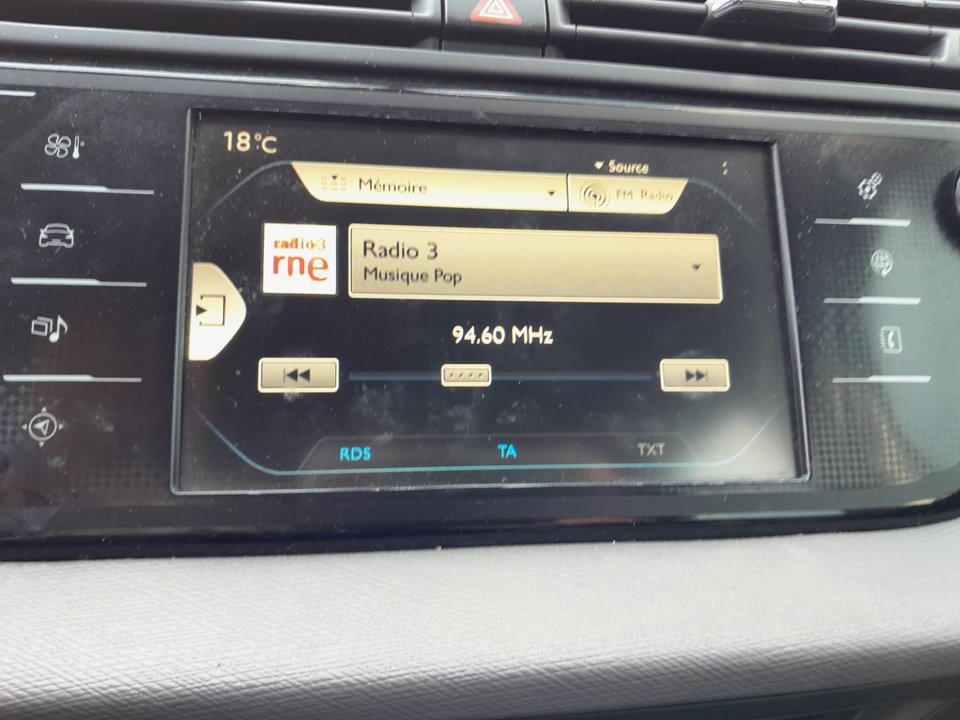 18°C
Source
Mémoire
FM Radio
radio3
rne
Radio 3
Musique Pop
94.60 MHz
RDS
TA
TXT